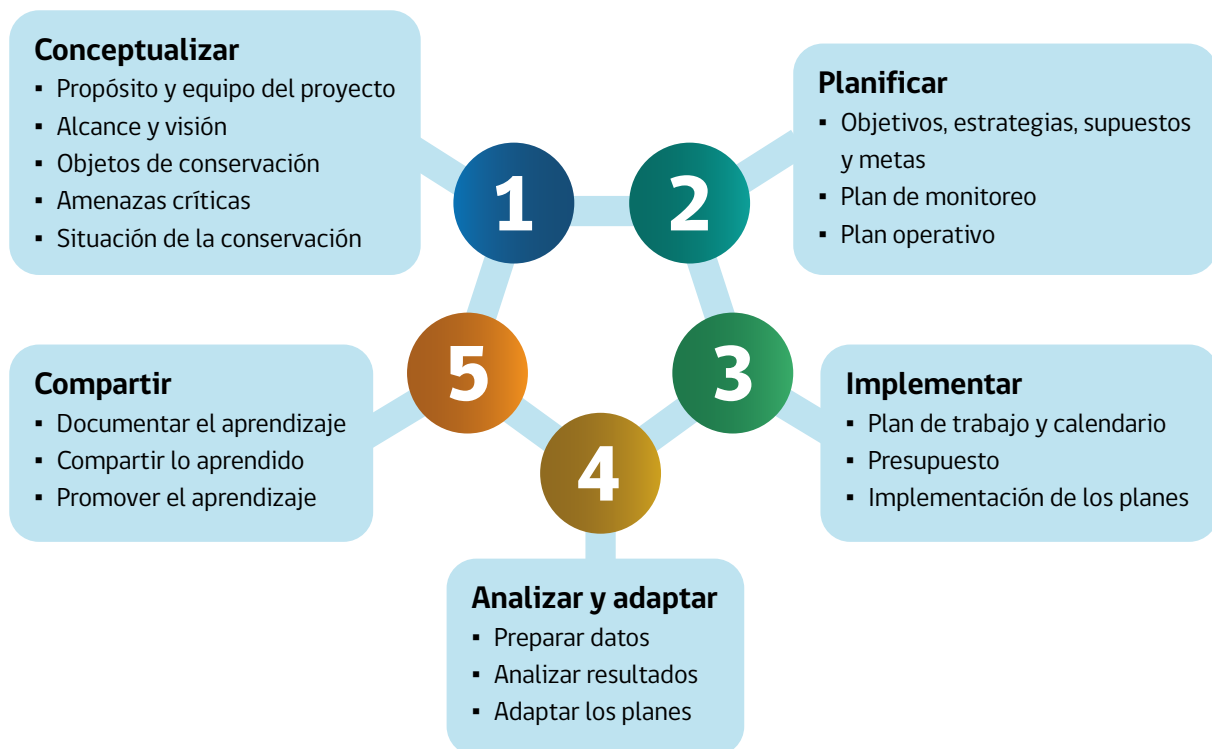 Conceptualizar
▪ Propósito y equipo del proyecto
▪ Alcance y visión
▪ Objetos de conservación
▪ Amenazas críticas
▪ Situación de la conservación
1
2
Planificar
▪ Objetivos, estrategias, supuestos
y metas
▪ Plan de monitoreo
▪ Plan operativo
3
Implementar
▪ Plan de trabajo y calendario
▪ Presupuesto
▪ Implementación de los planes
4
Analizar y adaptar
▪ Preparar datos
▪ Analizar resultados
▪ Adaptar los planes
5
Compartir
▪ Documentar el aprendizaje
▪ Compartir lo aprendido
▪ Promover el aprendizaje